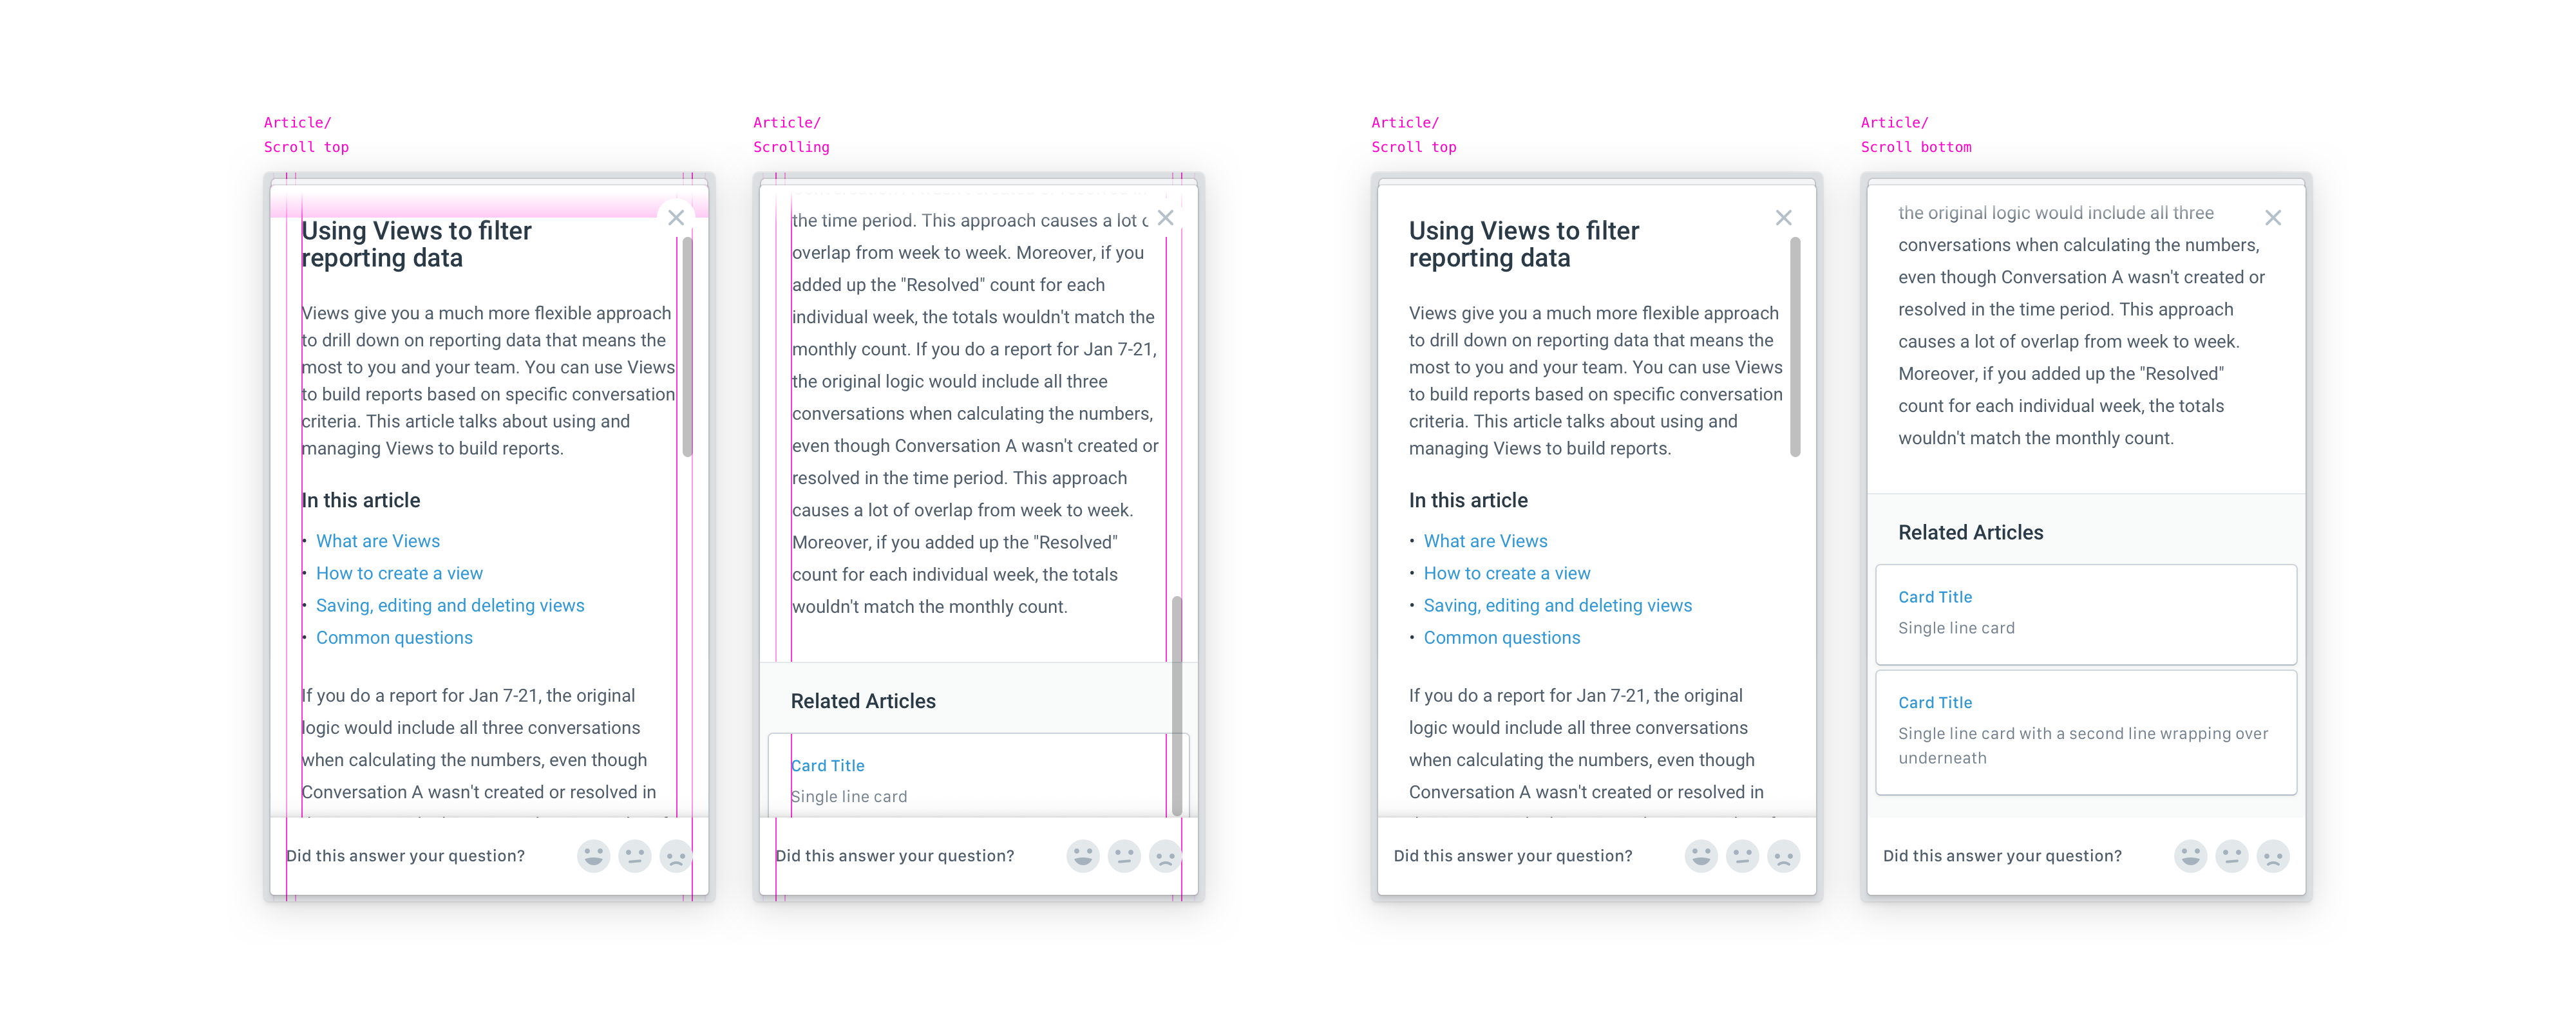 Article/
Scroll top
Using Views to filter
reporting data
Views give you a much more flexible approach
to drill down on reporting data that means the
most to you and your team. You can use Views
to build reports based on specific conversation
criteria. This article talks about using and
managing Views to build reports.
In this article
• What are Views
• How to create a view
• Saving, editing and deleting views
• Common questions
If you do a report for Jan 7-21, the original
logic would include all three conversations
when calculating the numbers, even though
Conversation A wasn't created or resolved in
Did this answer your question?
Article/
Scrolling
the time period. This approach causes a lot
overlap from week to week. Moreover, if you
added up the "Resolved" count for each
individual week, the totals wouldn't match the
monthly count. If you do a report for Jan 7-21,
the original logic would include all three
conversations when calculating the numbers,
even though Conversation A wasn't created or
resolved in the time period. This approach
causes a lot of overlap from week to week.
Moreover, if you added up the "Resolved"
count for each individual week, the totals
wouldn't match the monthly count.
Related Articles
Card Title
Single line card
Did this answer your question?
Article/
Scroll top
Using Views to filter
reporting data
Views give you a much more flexible approach
to drill down on reporting data that means the
most to you and your team. You can use Views
to build reports based on specific conversation
criteria. This article talks about using and
managing Views to build reports.
In this article
• What are Views
• How to create a view
• Saving, editing and deleting views
• Common questions
If you do a report for Jan 7-21, the original
logic would include all three conversations
when calculating the numbers, even though
Conversation A wasn't created or resolved in
Did this answer your question?
Article/
Scroll bottom
the original logic would include all three
conversations when calculating the numbers,
even though Conversation A wasn't created or
resolved in the time period. This approach
causes a lot of overlap from week to week.
Moreover, if you added up the "Resolved"
count for each individual week, the totals
wouldn't match the monthly count.
Related Articles
Card Title
Single line card
Card Title
Single line card with a second line wrapping over
underneath
Did this answer your question?